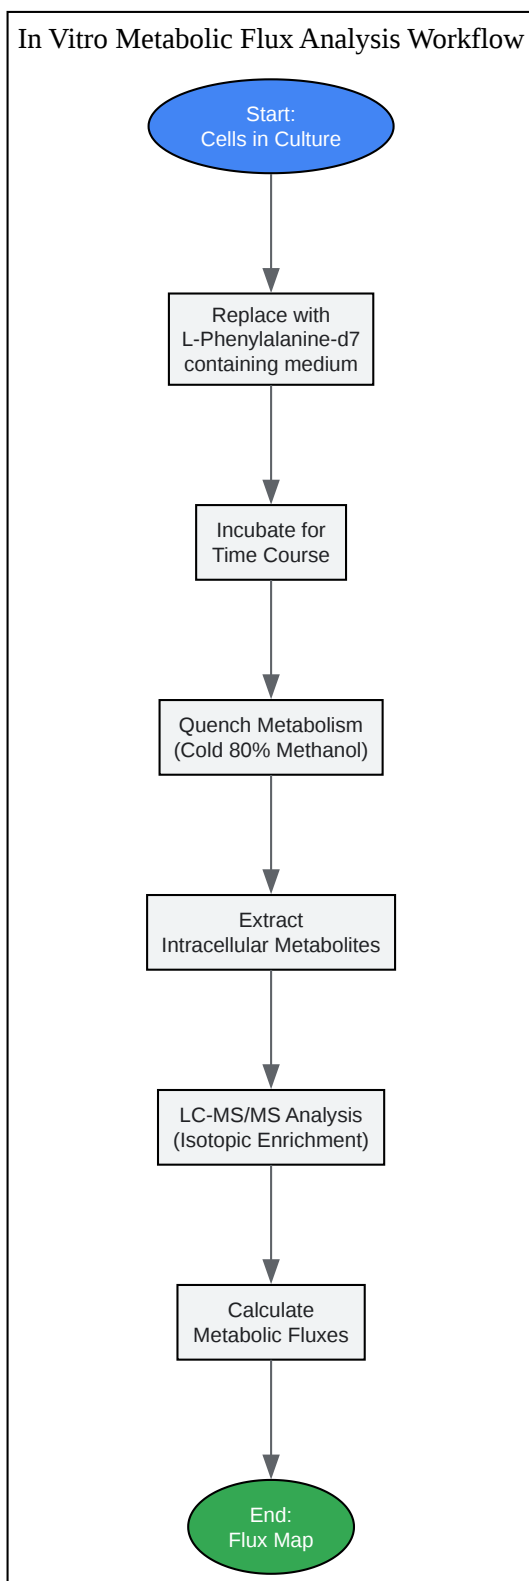 In Vitro Metabolic Flux Analysis Workflow
Start:
Cells in Culture
Replace with
L-Phenylalanine-d7
containing medium
Incubate for
Time Course
Quench Metabolism
(Cold 80% Methanol)
Extract
Intracellular Metabolites
LC-MS/MS Analysis
(Isotopic Enrichment)
Calculate
Metabolic Fluxes
End:
Flux Map